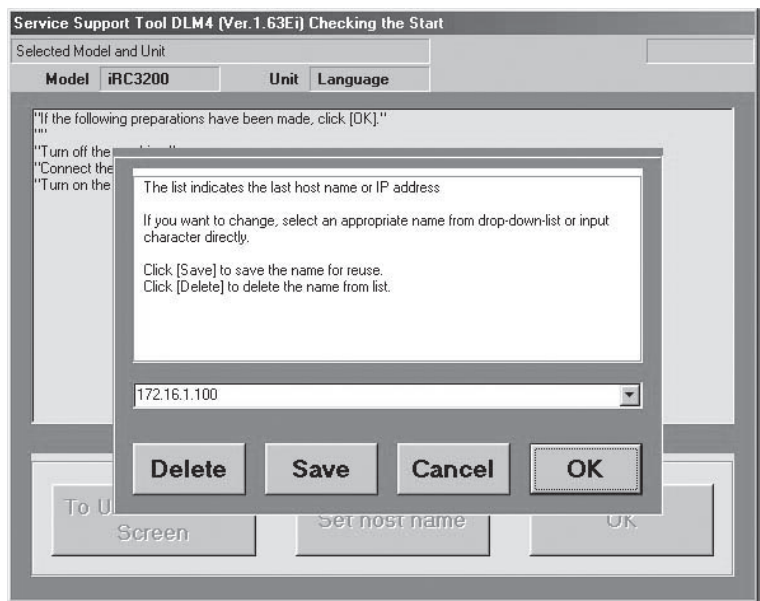 Service Support Tool DLM4 (Ver.1.63Ei) Checking the Start
Selected Model and Unit
Model iRC3200 Unit Language
"If the following preparations have been made, click [OK]."
""
"Turn off the
"Connect the
"Turn on the
The list indicates the last host name or IP address
If you want to change, select an appropriate name from drop-down-list or input
character directly.
Click [Save] to save the name for reuse.
Click [Delete] to delete the name from list.
172.16.1.100
Delete Save Cancel OK
To U
Screen
Set host name
OK